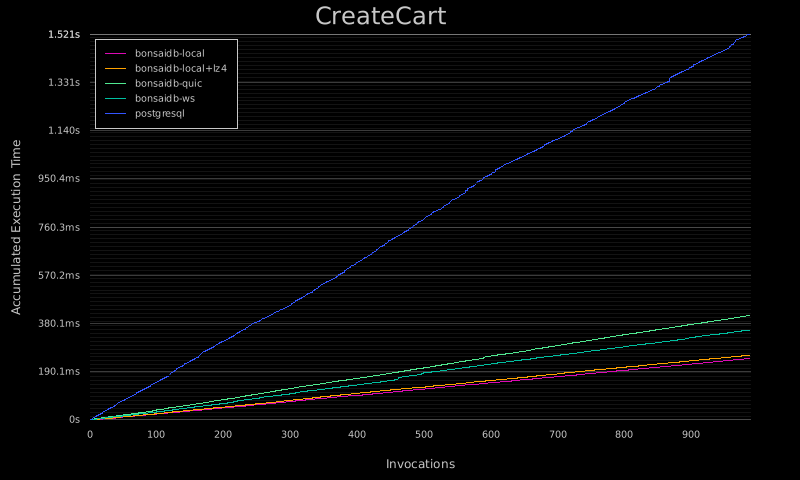 CreateCart
1.521s
bonsaidb-local
bonsaidb-local+lz4
bonsaidb-quic
bonsaidb-ws
postgresql
1.331s
1.140s
950.4ms
760.3ms
570.2ms
380.1ms
190.1ms
0s
Accumulated Execution Time
0 100 200 300 400 500 600 700 800 900
Invocations